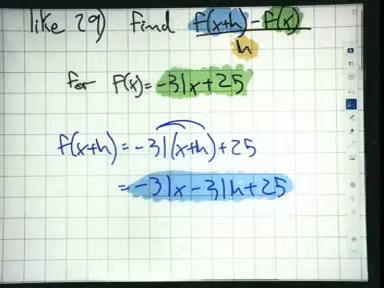 like 29) find f(x+h) - f(x)
h
for f(x) = -31x + 25
f(x+h) = -31(x+h) + 25
= -31x - 31h + 25